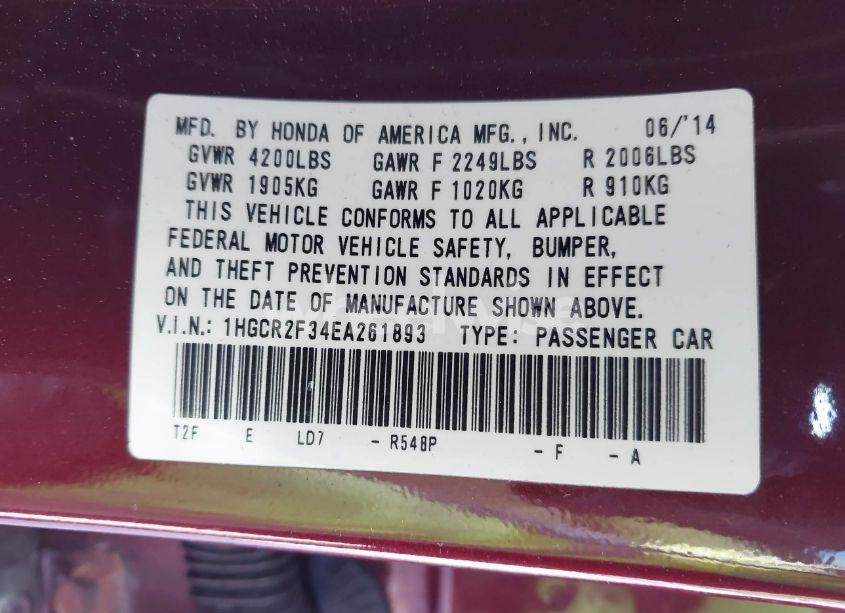 MFD. BY HONDA OF AMERICA MFG., INC. 06/'14
GVWR 4200LBS GAWR F 2249LBS R 2006LBS
GVWR 1905KG GAWR F 1020KG R 910KG
THIS VEHICLE CONFORMS TO ALL APPLICABLE
FEDERAL MOTOR VEHICLE SAFETY, BUMPER,
AND THEFT PREVENTION STANDARDS IN EFFECT
ON THE DATE OF MANUFACTURE SHOWN ABOVE.
V.I.N.: 1HGCR2F34EA261893 TYPE: PASSENGER CAR
T2F E LD7 - R548P - F - A